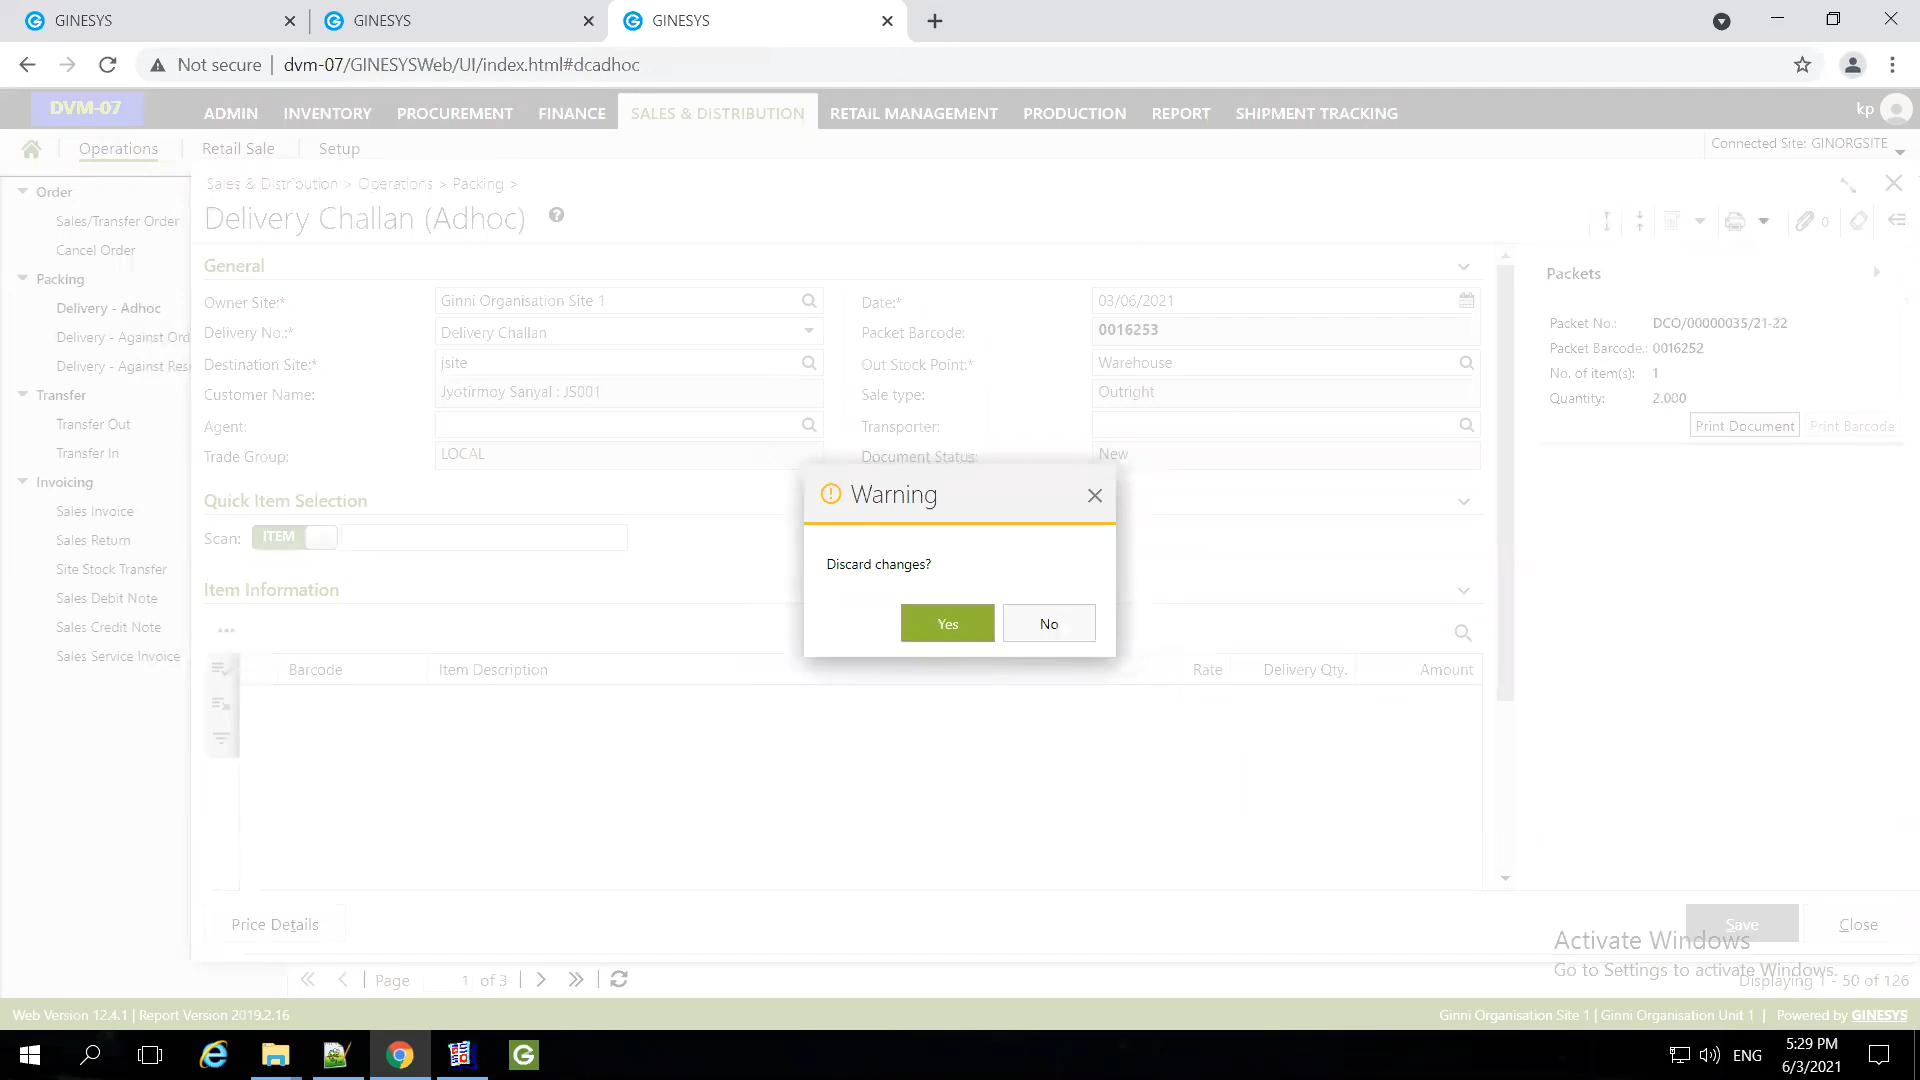 GINESYS
GINESYS
GINESYS
Not secure
dvm-07/GINESYSWeb/UI/index.html#dcadhoc
DVM-07
ADMIN INVENTORY PROCUREMENT FINANCE SALES & DISTRIBUTION RETAIL MANAGEMENT PRODUCTION REPORT SHIPMENT TRACKING
kp
Operations Retail Sale Setup
Connected Site: GINORGSITE
Order
Sales/Transfer Order
Cancel Order
Packing
Delivery - Adhoc
Delivery - Against Ord
Delivery - Against Res
Transfer
Transfer Out
Transfer In
Invoicing
Sales Invoice
Sales Return
Site Stock Transfer
Sales Debit Note
Sales Credit Note
Sales Service Invoice
Sales & Distribution > Operations > Packing >
Delivery Challan (Adhoc)
0
General
Owner Site:* Ginni Organisation Site 1
Date:* 03/06/2021
Delivery No.:* Delivery Challan
Packet Barcode: 0016253
Destination Site:* jsite
Out Stock Point:* Warehouse
Customer Name: Jyotirmoy Sanyal : JS001
Sale type: Outright
Agent:
Transporter:
Trade Group: LOCAL
Document Status: New
Quick Item Selection
Scan: ITEM
Item Information
Barcode Item Description Rate Delivery Qty. Amount
Packets
Packet No.: DCO/00000035/21-22
Packet Barcode.: 0016252
No. of item(s): 1
Quantity: 2.000
Print Document Print Barcode
Warning
Discard changes?
Yes No
Price Details
Save Close
Activate Windows
Go to Settings to activate Windows.
Page 1 of 3
Displaying 1 - 50 of 126
Web Version 12.4.1 | Report Version 2019.2.16
Ginni Organisation Site 1 | Ginni Organisation Unit 1 | Powered by GINESYS
ENG
5:29 PM
6/3/2021